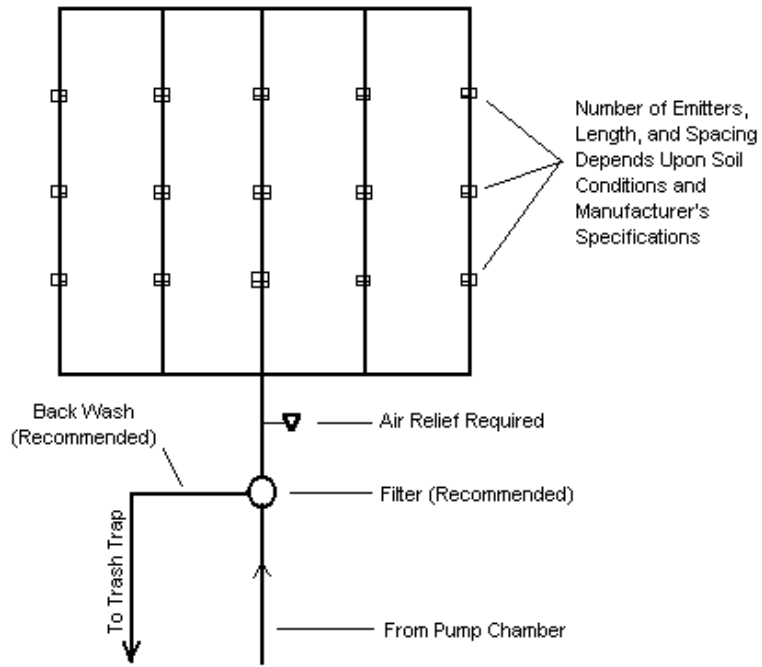 Number of Emitters,
Length, and Spacing
Depends Upon Soil
Conditions and
Manufacturer's
Specifications
Back Wash
(Recommended)
Air Relief Required
Filter (Recommended)
To Trash Trap
From Pump Chamber